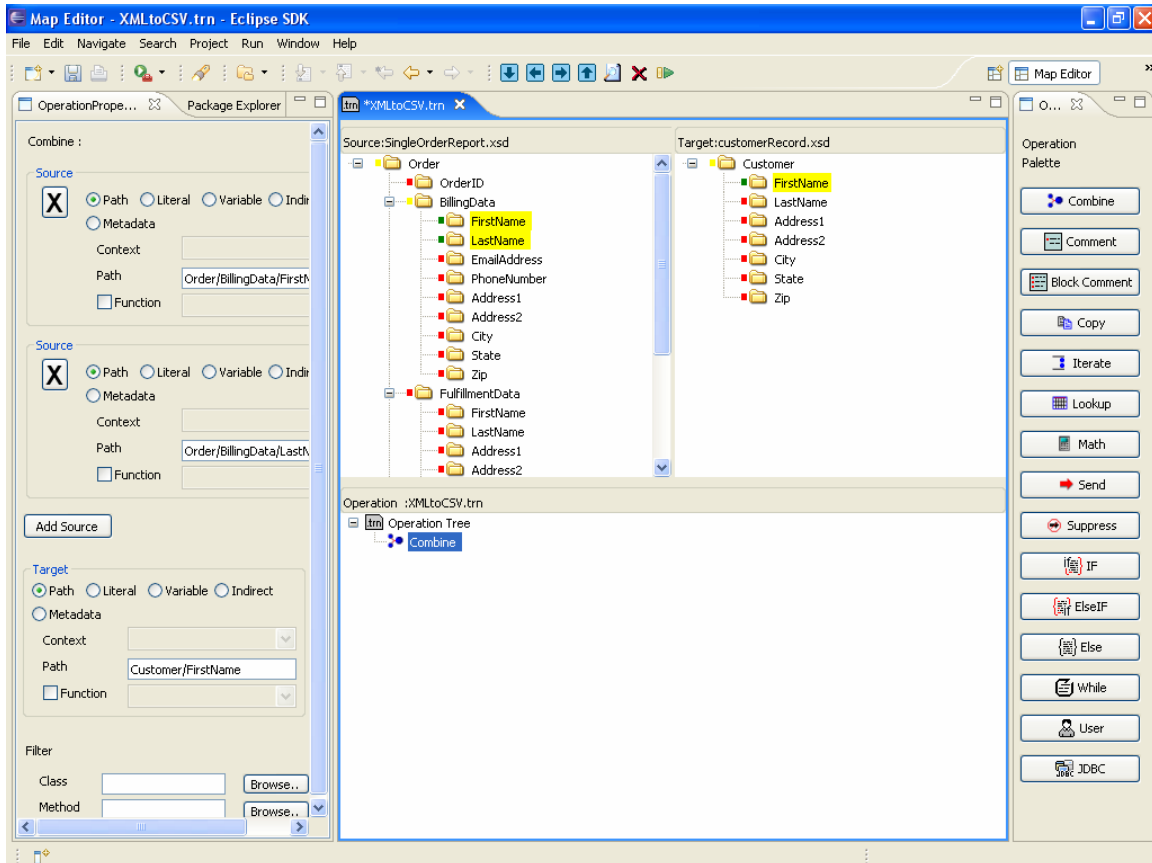 Map Editor - XMLtoCSV.trn - Eclipse SDK
File Edit Navigate Search Project Run Window Help
Map Editor
»
OperationPrope...
Package Explorer
Combine :
Source
X
Path Literal Variable Indir
Metadata
Context
Path Order/BillingData/FirstN
Function
Source
X
Path Literal Variable Indir
Metadata
Context
Path Order/BillingData/LastN
Function
Add Source
Target
Path Literal Variable Indirect
Metadata
Context
Path Customer/FirstName
Function
Filter
Class Browse..
Method Browse..
.trn *XMLtoCSV.trn
Source:SingleOrderReport.xsd
Order
OrderID
BillingData
FirstName
LastName
EmailAddress
PhoneNumber
Address1
Address2
City
State
Zip
FulfillmentData
FirstName
LastName
Address1
Address2
Target:customerRecord.xsd
Customer
FirstName
LastName
Address1
Address2
City
State
Zip
Operation :XMLtoCSV.trn
.trn Operation Tree
Combine
O...
Operation
Palette
Combine
Comment
Block Comment
Copy
Iterate
Lookup
Math
Send
Suppress
IF
ElseIF
Else
While
User
JDBC